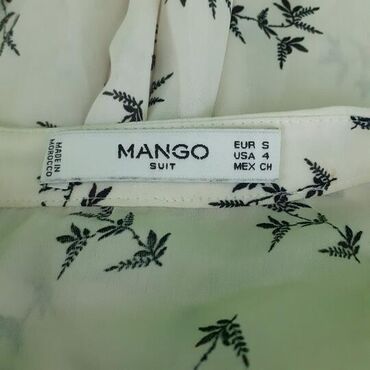 MADE IN
MOROCCO
MANGO
SUIT
EUR S
USA 4
MEX CH